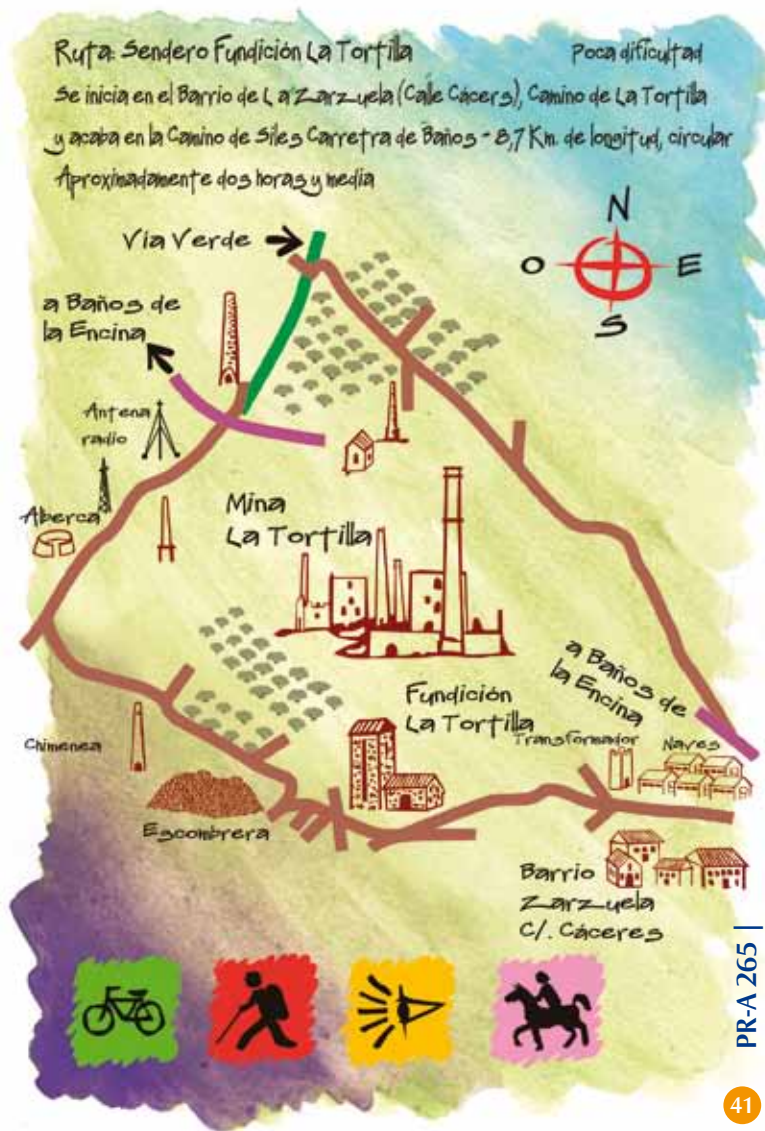 Ruta: Sendero Fundición La Tortilla
Poca dificultad
Se inicia en el Barrio de L a Zarzuela (Calle Cácers), Camino de La Tortilla
y acaba en la Camino de Siles Carretra de Baños - 8,7 Km. de longitud, circular
Aproximadamente dos horas y media
N
O
E
S
Via Verde
a Baños de
la Encina
Antena
radio
Aberca
Mina
La Tortilla
a Baños de
la Encina
Fundición
La Tortilla
Transformador
Naves
Chimenea
Escombrera
Barrio
Zarzuela
C/. Cáceres
PR-A 265 |
41